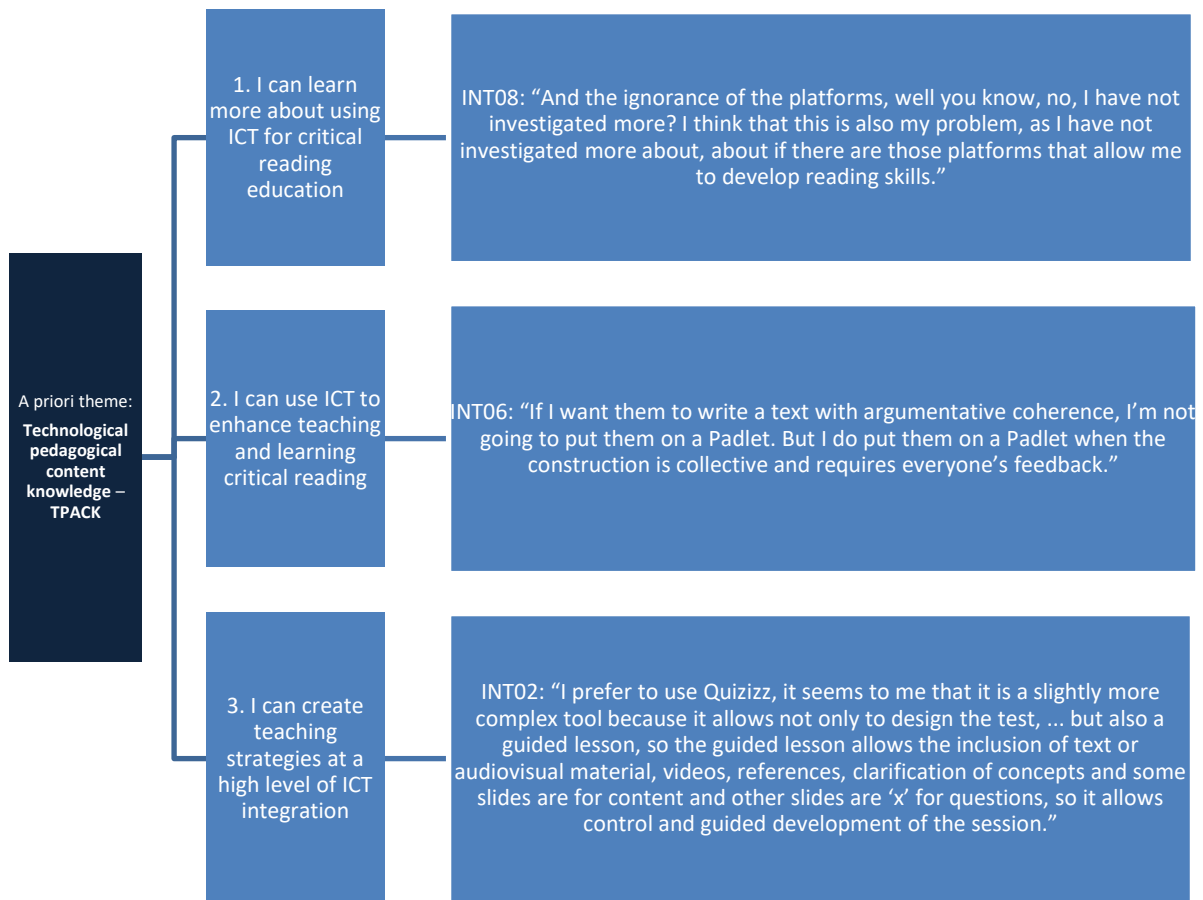 A priori theme:
Technological
pedagogical
content
knowledge –
TPACK
1. I can learn
more about using
ICT for critical
reading
education
INT08: “And the ignorance of the platforms, well you know, no, I have not
investigated more? I think that this is also my problem, as I have not
investigated more about, about if there are those platforms that allow me
to develop reading skills.”
2. I can use ICT to
enhance teaching
and learning
critical reading
INT06: “If I want them to write a text with argumentative coherence, I’m not
going to put them on a Padlet. But I do put them on a Padlet when the
construction is collective and requires everyone’s feedback.”
3. I can create
teaching
strategies at a
high level of ICT
integration
INT02: “I prefer to use Quizizz, it seems to me that it is a slightly more
complex tool because it allows not only to design the test, ... but also a
guided lesson, so the guided lesson allows the inclusion of text or
audiovisual material, videos, references, clarification of concepts and some
slides are for content and other slides are ‘x’ for questions, so it allows
control and guided development of the session.”